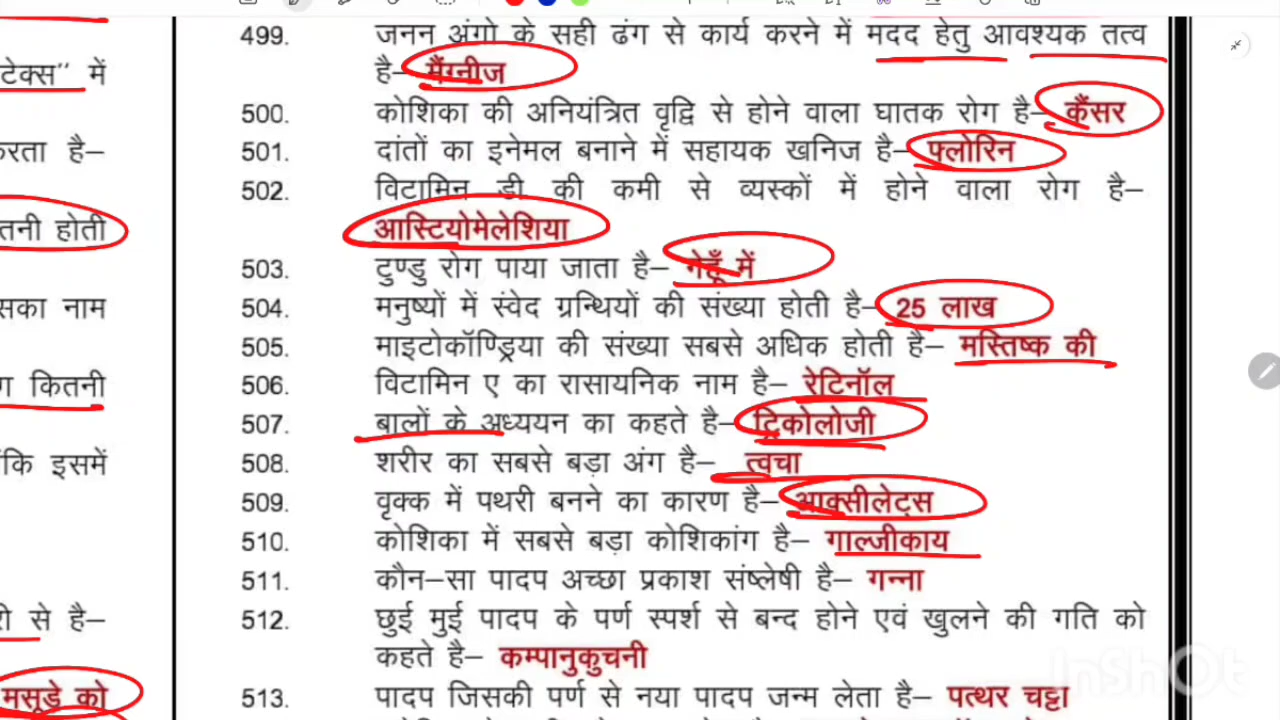 टेक्स" में
करता है–
तनी होती
सका नाम
कितनी
कि इसमें
से है–
मसूडे को
499. जनन अंगो के सही ढंग से कार्य करने में मदद हेतु आवश्यक तत्व
है– मैंग्नीज
500. कोशिका की अनियंत्रित वृद्वि से होने वाला घातक रोग है– कैंसर
501. दांतों का इनेमल बनाने में सहायक खनिज है– फ्लोरिन
502. विटामिन डी की कमी से व्यस्कों में होने वाला रोग है–
आस्टियोमेलेशिया
503. टुण्डु रोग पाया जाता है– गेहूँ में
504. मनुष्यों में स्वेद ग्रन्थियों की संख्या होती है– 25 लाख
505. माइटोकॉण्ड्रिया की संख्या सबसे अधिक होती है– मस्तिष्क की
506. विटामिन ए का रासायनिक नाम है– रेटिनॉल
507. बालों के अध्ययन का कहते है– ट्रिकोलोजी
508. शरीर का सबसे बड़ा अंग है– त्वचा
509. वृक्क में पथरी बनने का कारण है– आक्सीलेट्स
510. कोशिका में सबसे बड़ा कोशिकांग है– गाल्जीकाय
511. कौन–सा पादप अच्छा प्रकाश संष्लेषी है– गन्ना
512. छुई मुई पादप के पर्ण स्पर्श से बन्द होने एवं खुलने की गति को
कहते है– कम्पानुकुचनी
513. पादप जिसकी पर्ण से नया पादप जन्म लेता है– पत्थर चट्टा
InShOt